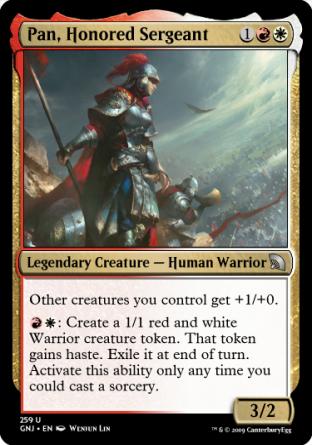 Pan, Honored Sergeant 1
Legendary Creature — Human Warrior
Other creatures you control get +1/+0.
: Create a 1/1 red and white
Warrior creature token. That token
gains haste. Exile it at end of turn.
Activate this ability only any time you
could cast a sorcery.
3/2
259 U
GNJ • EN Weniun Lin
™ & © 2019 CanterburyEgg